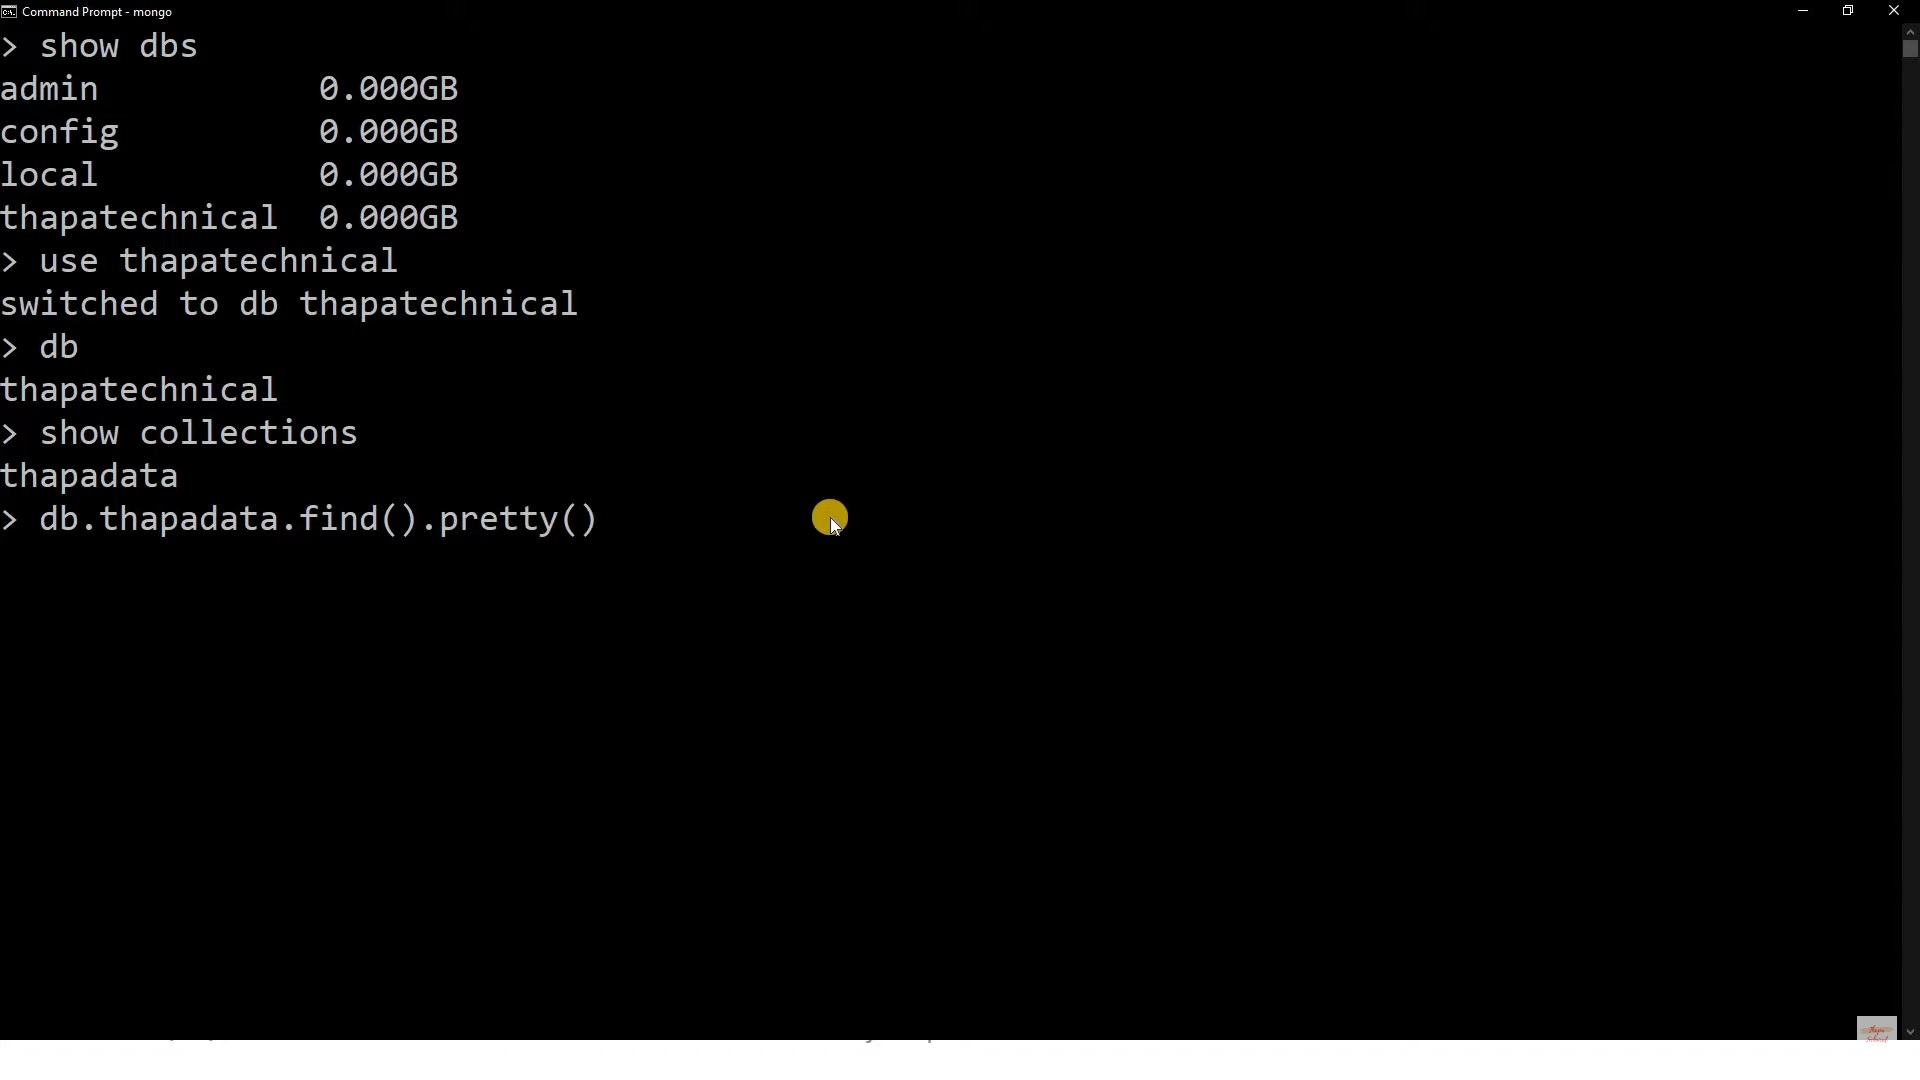 Command Prompt - mongo
> show dbs
admin 0.000GB
config 0.000GB
local 0.000GB
thapatechnical 0.000GB
> use thapatechnical
switched to db thapatechnical
> db
thapatechnical
> show collections
thapadata
> db.thapadata.find().pretty()